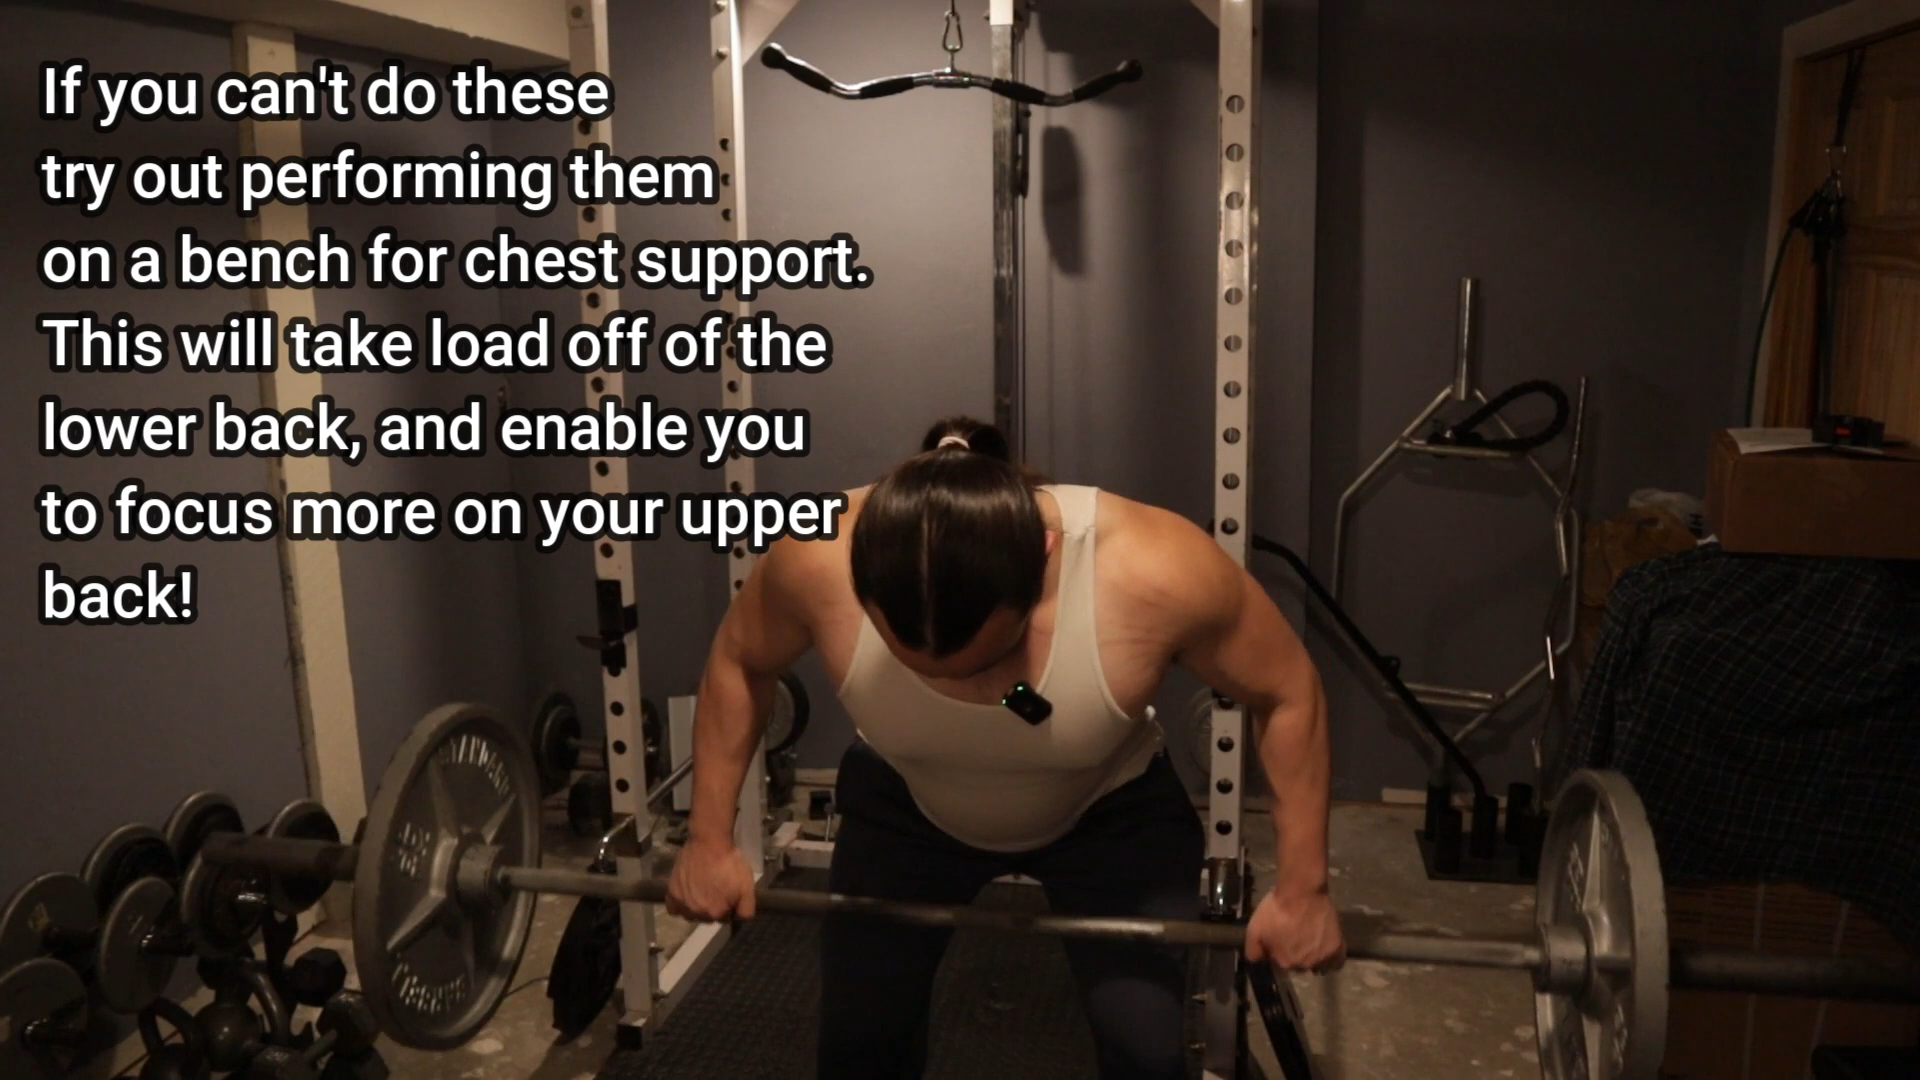 If you can't do these
try out performing them
on a bench for chest support.
This will take load off of the
lower back, and enable you
to focus more on your upper
back!